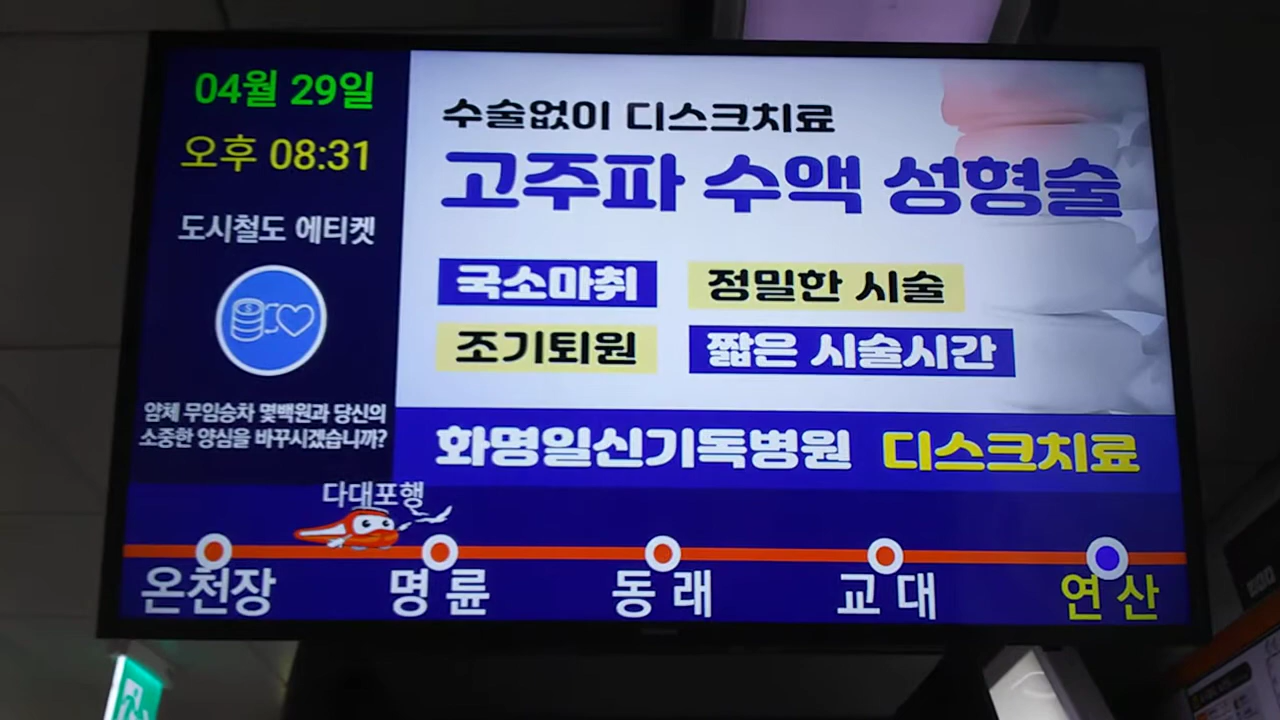 04월 29일
오후 08:31
도시철도 에티켓
얌체 무임승차 몇백원과 당신의
소중한 양심을 바꾸시겠습니까?
수술없이 디스크치료
고주파 수액 성형술
국소마취 정밀한 시술
조기퇴원 짧은 시술시간
화명일신기독병원 디스크치료
다대포행
온천장 명륜 동래 교대 연산